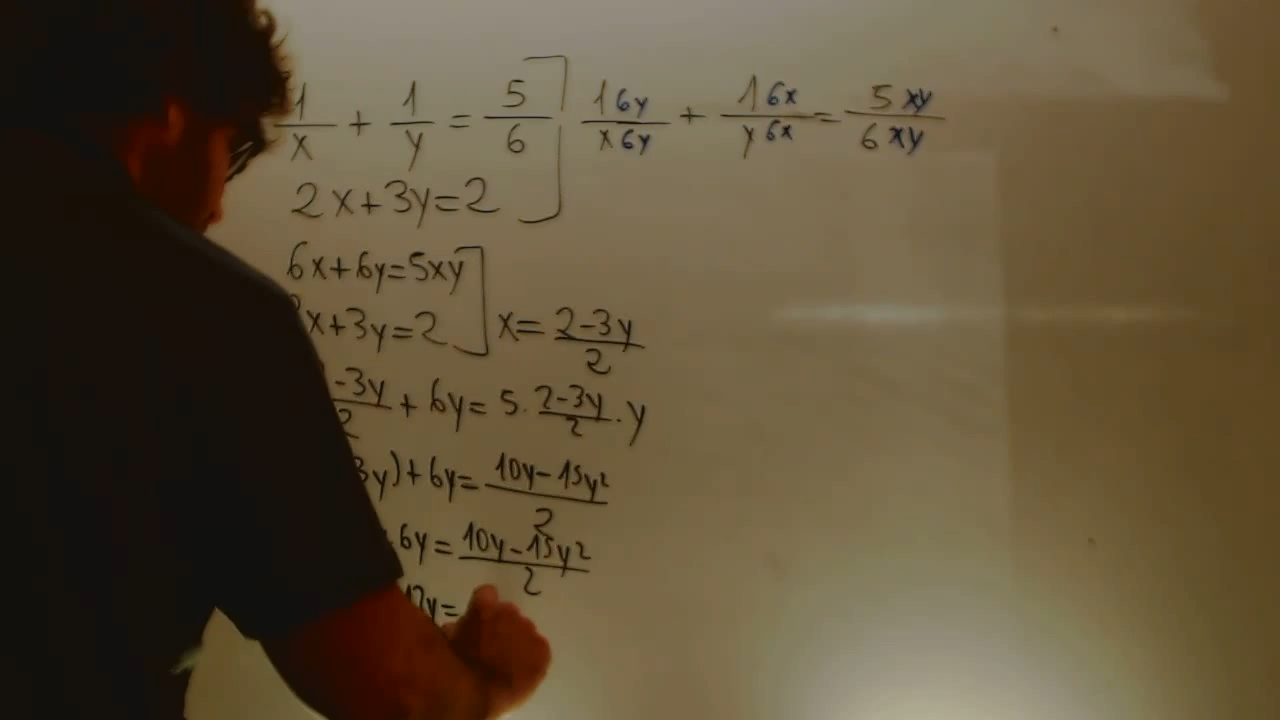 1/x + 1/y = 5/6 ] 1 6y/x 6y + 1 6x/y 6x = 5 xy/6 xy
2x+3y=2
6x+6y=5xy
x+3y=2 ] x= 2-3y/2
-3y/2 + 6y= 5. 2-3y/2 .y
3y)+6y= 10y-15y²/2
6y= 10y-15y²/2
12y=